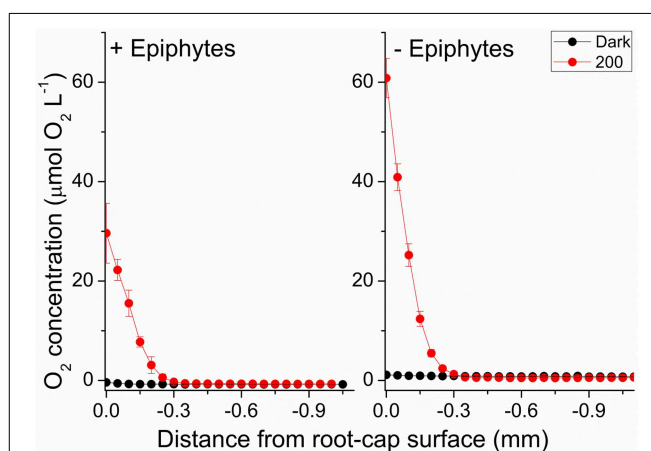 + Epiphytes
- Epiphytes
Dark
200
O₂ concentration (μmol O₂ L⁻¹)
60
40
20
0
60
40
20
0
0.0 -0.3 -0.6 -0.9
0.0 -0.3 -0.6 -0.9
Distance from root-cap surface (mm)